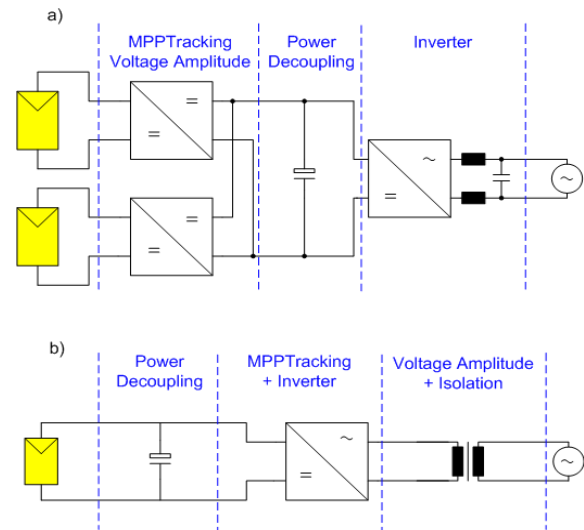 a)
MPPTracking
Voltage Amplitude
Power
Decoupling
Inverter
=
=
=
=
~
=
~
b)
Power
Decoupling
MPPTracking
+ Inverter
Voltage Amplitude
+ Isolation
~
=
~